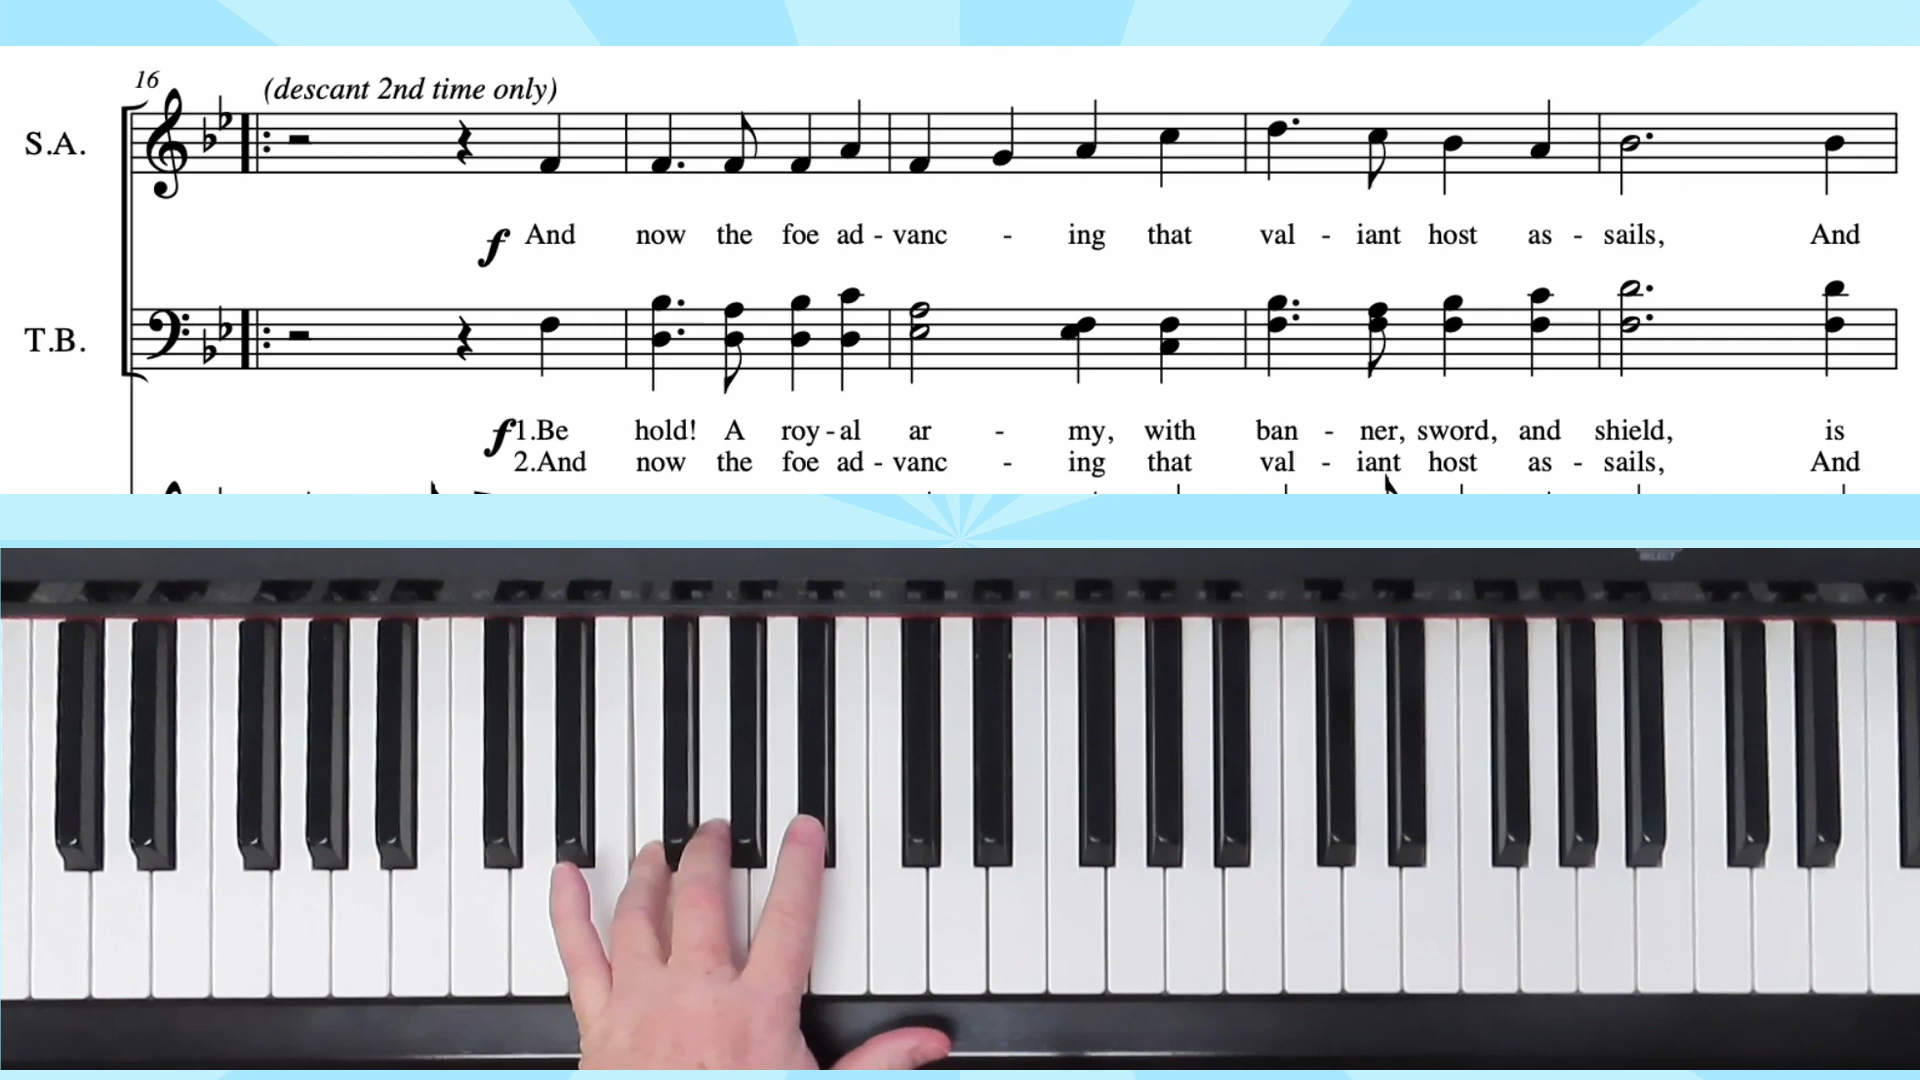 16
(descant 2nd time only)
S.A.
f And now the foe ad - vanc - ing that val - iant host as - sails, And
T.B.
f 1.Be hold! A roy - al ar - my, with ban - ner, sword, and shield, is
2.And now the foe ad - vanc - ing that val - iant host as - sails, And